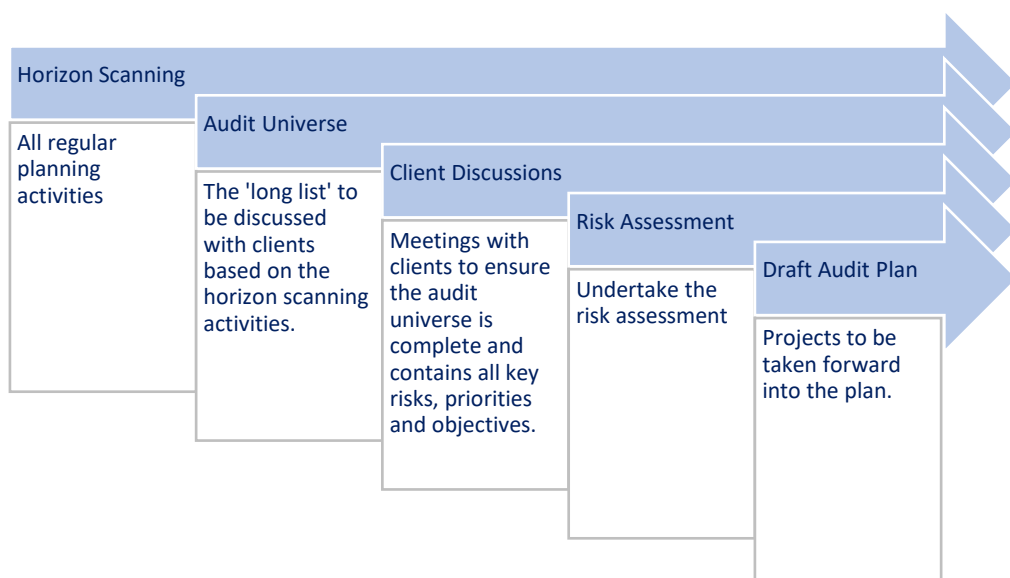 Horizon Scanning
All regular
planning
activities
Audit Universe
The 'long list' to
be discussed
with clients
based on the
horizon scanning
activities.
Client Discussions
Meetings with
clients to ensure
the audit
universe is
complete and
contains all key
risks, priorities
and objectives.
Risk Assessment
Undertake the
risk assessment
Draft Audit Plan
Projects to be
taken forward
into the plan.